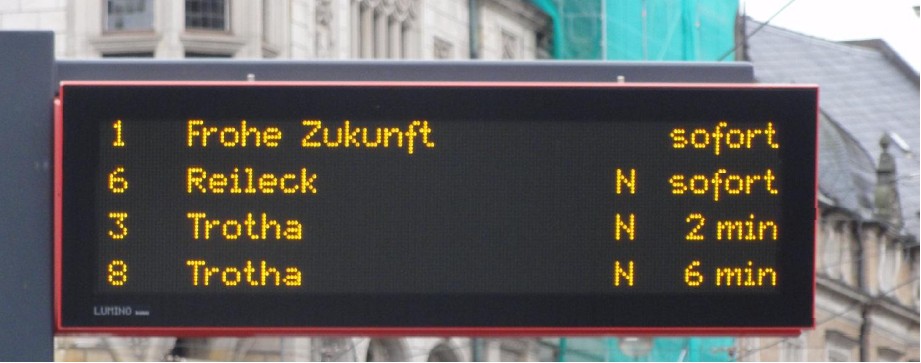 1 Frohe Zukunft sofort
6 Reileck N sofort
3 Trotha N 2 min
8 Trotha N 6 min
LUMINO